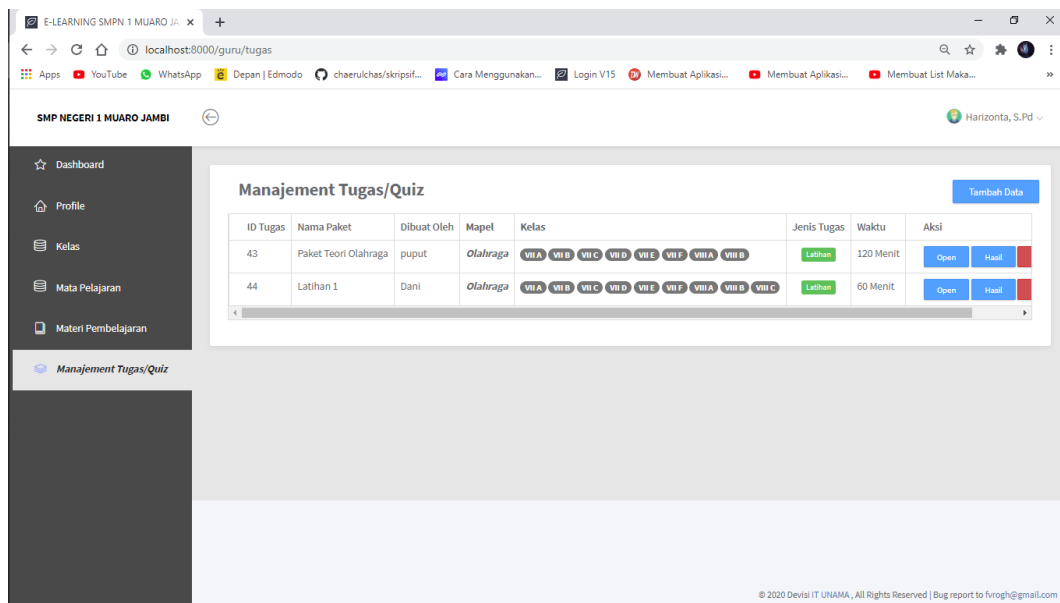 E-LEARNING SMPN 1 MUARO JA
localhost:8000/guru/tugas
Apps YouTube WhatsApp Depan | Edmodo chaerulchas/skripsif... Cara Menggunakan... Login V15 Membuat Aplikasi... Membuat Aplikasi... Membuat List Maka...
SMP NEGERI 1 MUARO JAMBI
Harizonta, S.Pd
Dashboard
Profile
Kelas
Mata Pelajaran
Materi Pembelajaran
Manajement Tugas/Quiz
Manajement Tugas/Quiz
Tambah Data
ID Tugas Nama Paket Dibuat Oleh Mapel Kelas Jenis Tugas Waktu Aksi
43 Paket Teori Olahraga puput Olahraga VII A VII B VII C VII D VII E VII F VIII A VIII B Latihan 120 Menit Open Hasil
44 Latihan 1 Dani Olahraga VII A VII B VII C VII D VII E VII F VIII A VIII B VIII C Latihan 60 Menit Open Hasil
© 2020 Devisi IT UNAMA , All Rights Reserved | Bug report to fvrogh@gmail.com